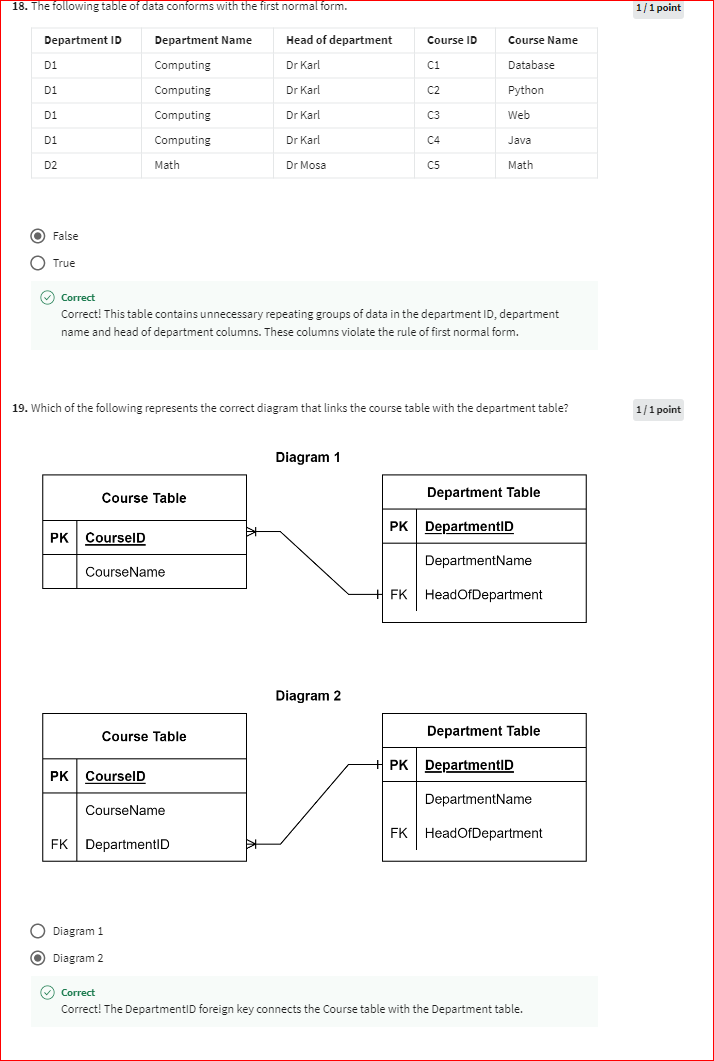 18. The following table of data conforms with the first normal form.
1 / 1 point
Department ID Department Name Head of department Course ID Course Name
D1 Computing Dr Karl C1 Database
D1 Computing Dr Karl C2 Python
D1 Computing Dr Karl C3 Web
D1 Computing Dr Karl C4 Java
D2 Math Dr Mosa C5 Math
False
True
Correct
Correct! This table contains unnecessary repeating groups of data in the department ID, department
name and head of department columns. These columns violate the rule of first normal form.
19. Which of the following represents the correct diagram that links the course table with the department table?
1 / 1 point
Diagram 1
Course Table
PK CourseID
CourseName
Department Table
PK DepartmentID
DepartmentName
FK HeadOfDepartment
Diagram 2
Course Table
PK CourseID
CourseName
FK DepartmentID
Department Table
PK DepartmentID
DepartmentName
FK HeadOfDepartment
Diagram 1
Diagram 2
Correct
Correct! The DepartmentID foreign key connects the Course table with the Department table.